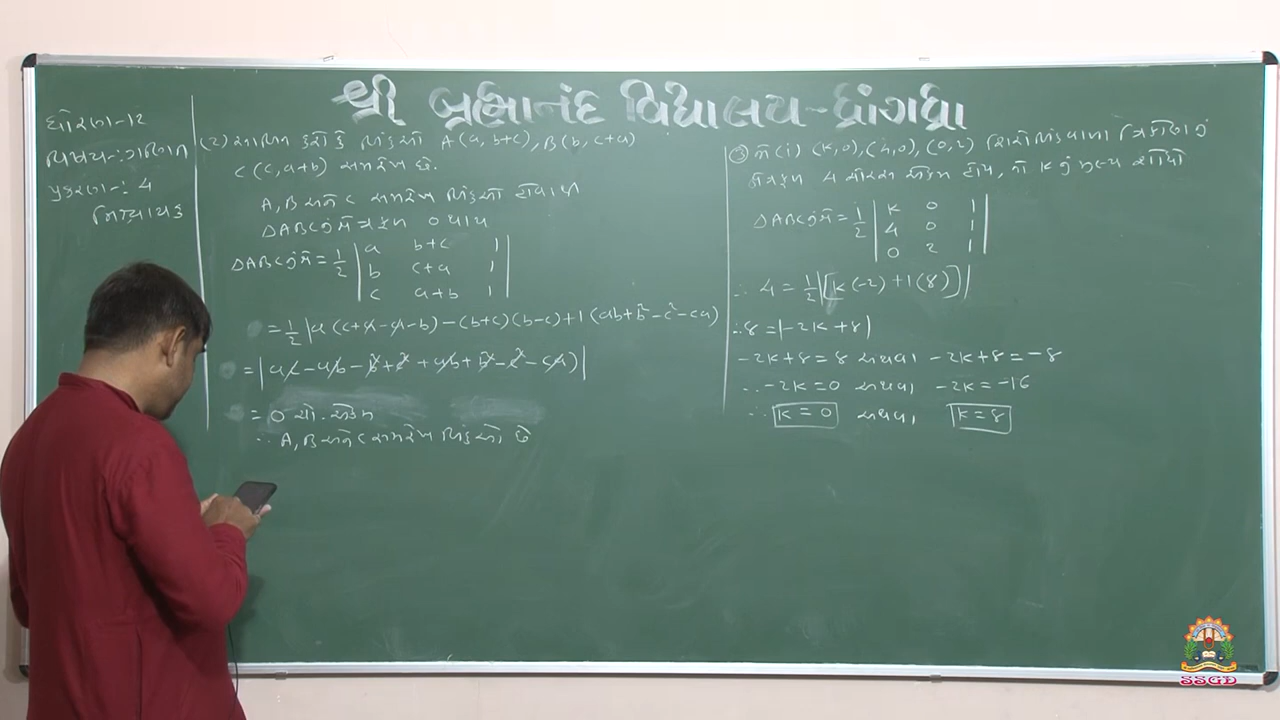 શ્રી બ્રહ્માનંદ વિદ્યાલય-ધ્રાંગધ્રા
ધોરણ-12
વિષય-ગણિત
પ્રકરણ: 4
નિશ્ચાયક
(2) સાબિત કરો કે બિંદુઓ A(a, b+c), B(b, c+a)
C(c, a+b) સમરેખ છે.
A, B અને C સમરેખ બિંદુઓ હોવાથી
△ABCનું ક્ષેત્રફળ 0 થાય
△ABCનું ક્ષે = 1/2 | a b+c 1 |
| b c+a 1 |
| c a+b 1 |
= 1/2 |a(c+a-a-b) - (b+c)(b-c) + 1(ab+b²-c²-ca)|
= |ac - ab - b² + c² + ab + b² - c² - ca)|
= 0 ચો. એકમ
∴ A, B અને C સમરેખ બિંદુઓ છે
③ નં (i) (K,0), (4,0), (0,2) શિરોબિંદુવાળા ત્રિકોણનું
ક્ષેત્રફળ 4 ચોરસ એકમ હોય, તો K નું મૂલ્ય શોધો
△ABCનું ક્ષે = 1/2 | K 0 1 |
| 4 0 1 |
| 0 2 1 |
∴ 4 = 1/2 |[K(-2) + 1(8)]|
∴ 8 = |-2K+8|
-2K+8 = 8 અથવા -2K+8 = -8
∴ -2K = 0 અથવા -2K = -16
∴ K = 0 અથવા K = 8
SSGD